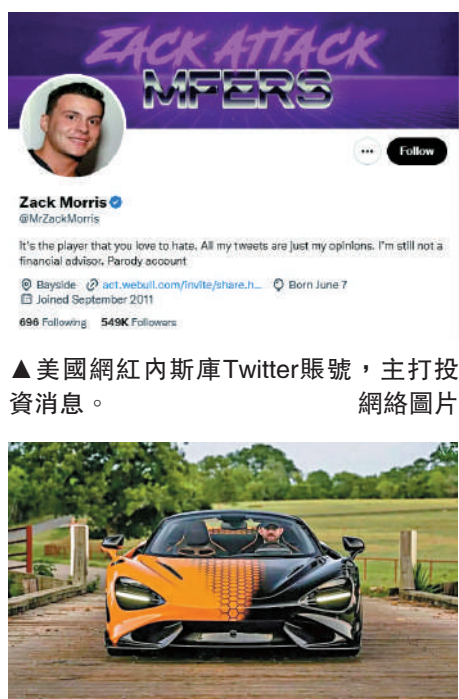 ZACK ATTACK
MFERS
Follow
Zack Morris
@MrZackMorris
It's the player that you love to hate. All my tweets are just my opinions. I'm still not a
financial advisor. Parody account
Bayside act.webull.com/invite/share.h... Born June 7
Joined September 2011
696 Following 549K Followers
▲美國網紅內斯庫Twitter賬號，主打投
資消息。 網絡圖片